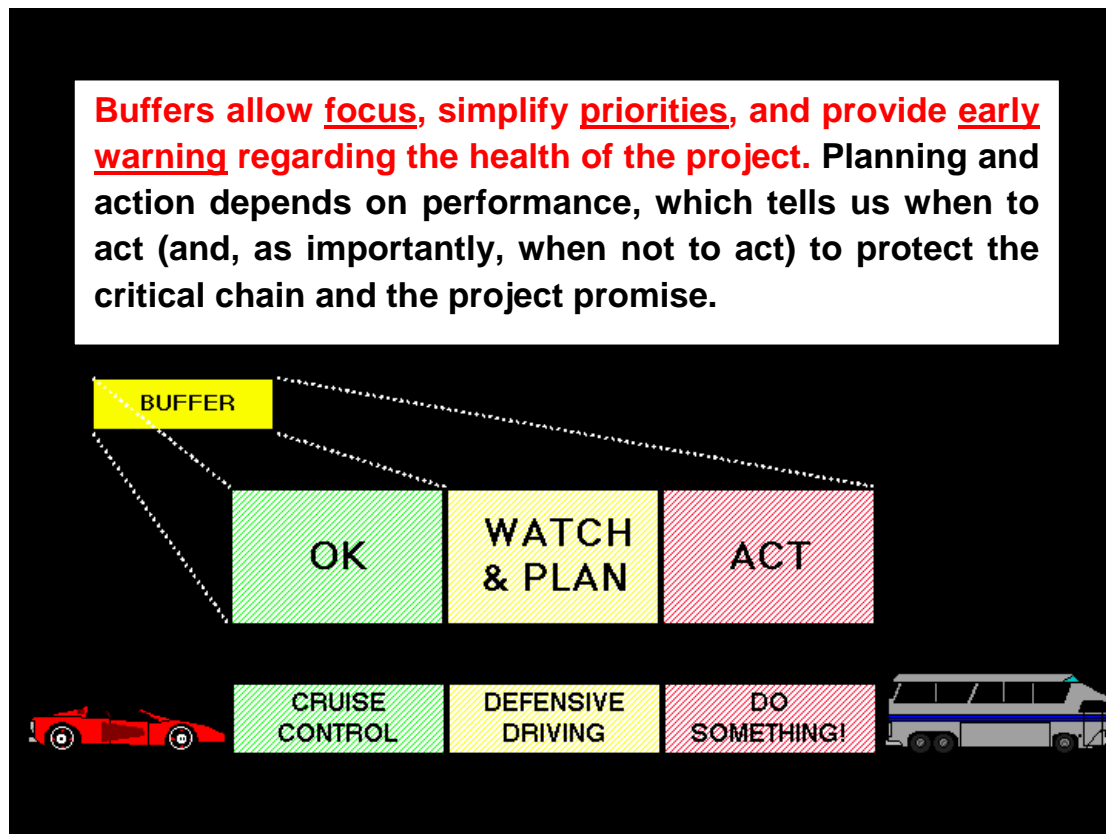 Buffers allow focus, simplify priorities, and provide early
warning regarding the health of the project. Planning and
action depends on performance, which tells us when to
act (and, as importantly, when not to act) to protect the
critical chain and the project promise.
BUFFER
OK
WATCH
& PLAN
ACT
CRUISE
CONTROL
DEFENSIVE
DRIVING
DO
SOMETHING!